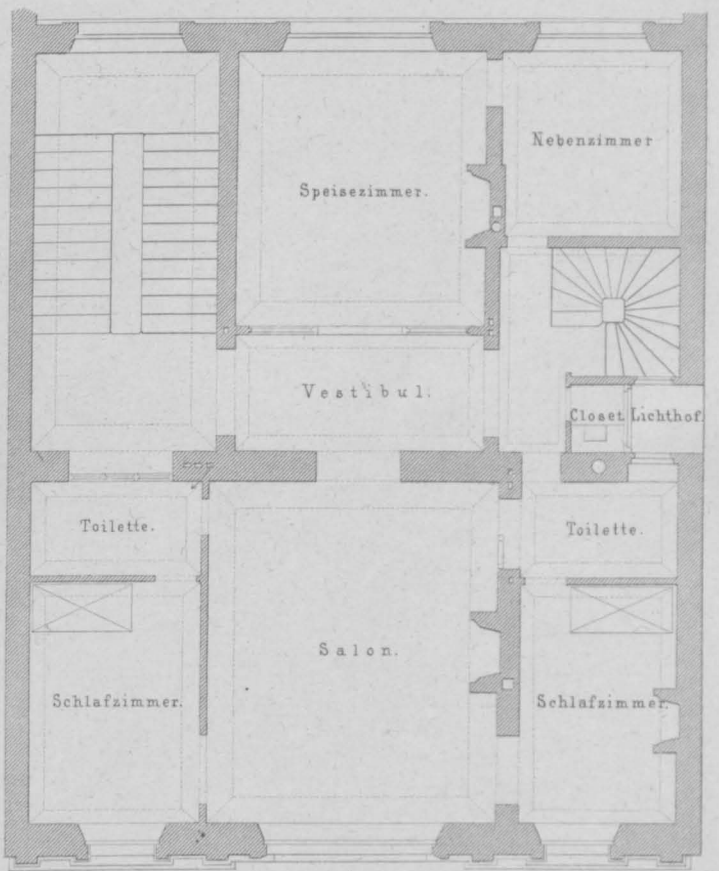 Nebenzimmer
Speisezimmer.
Vestibul.
Closet.
Lichthof.
Toilette.
Toilette.
Salon.
Schlafzimmer.
Schlafzimmer.